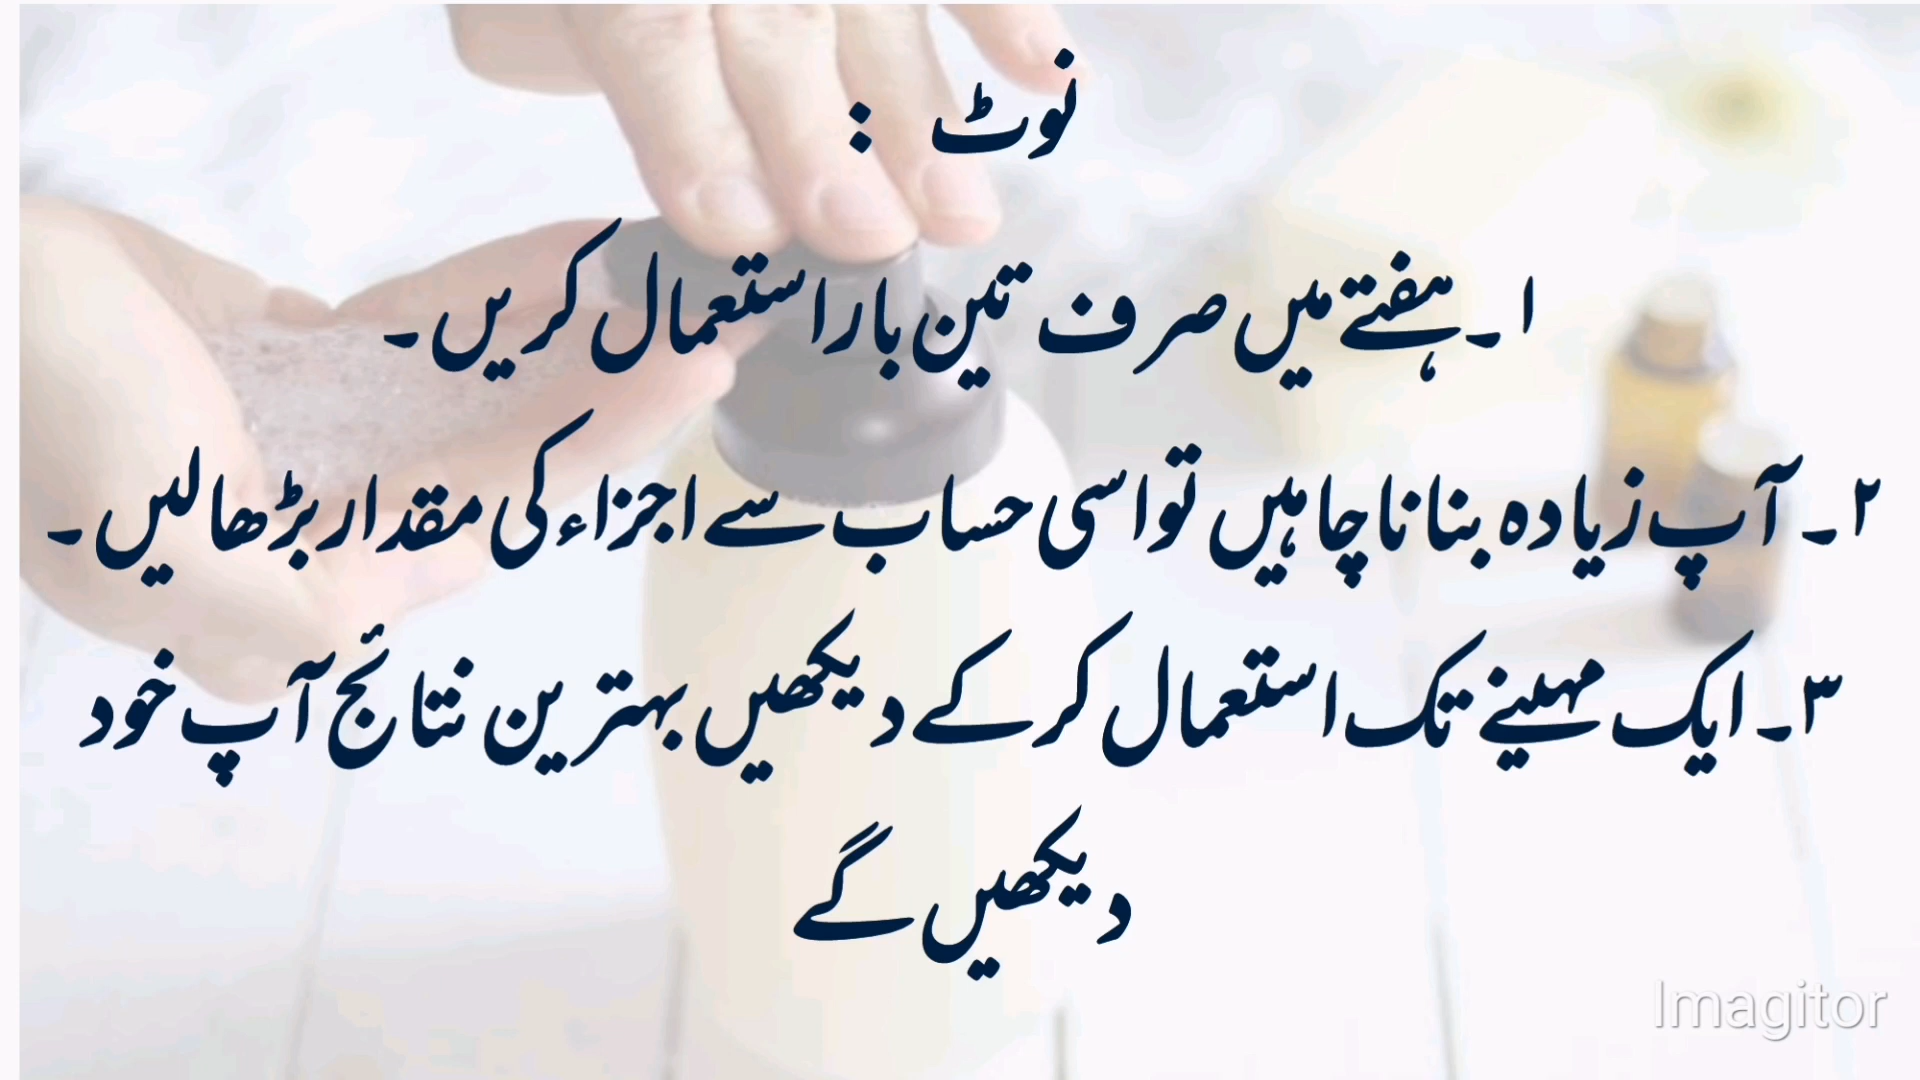 نوٹ :
۱۔ ہفتے میں صرف تین بار استعمال کریں۔
۲۔ آپ زیادہ بنانا چاہیں تو اسی حساب سے اجزاء کی مقدار بڑھا لیں۔
۳۔ ایک مہینے تک استعمال کر کے دیکھیں بہترین نتائج آپ خود
دیکھیں گے
Imagitor